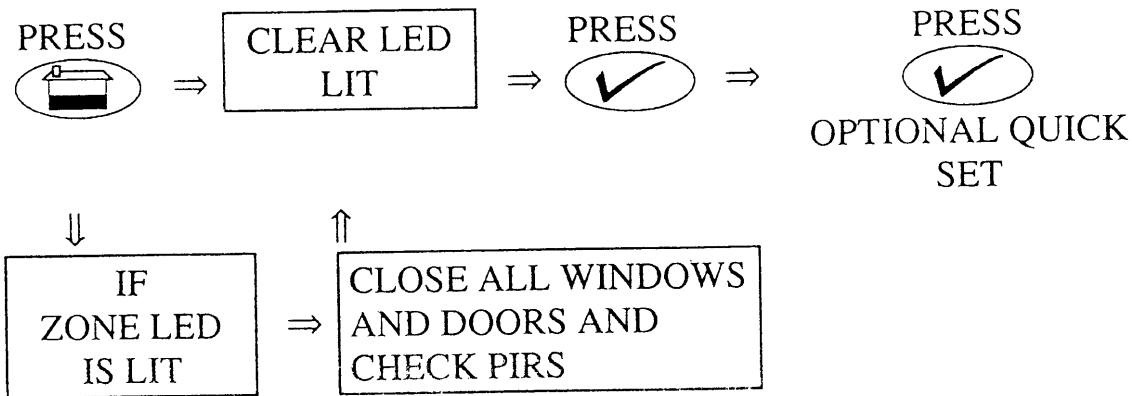 PRESS
CLEAR LED
LIT
PRESS
PRESS
OPTIONAL QUICK
SET
IF
ZONE LED
IS LIT
CLOSE ALL WINDOWS
AND DOORS AND
CHECK PIRS